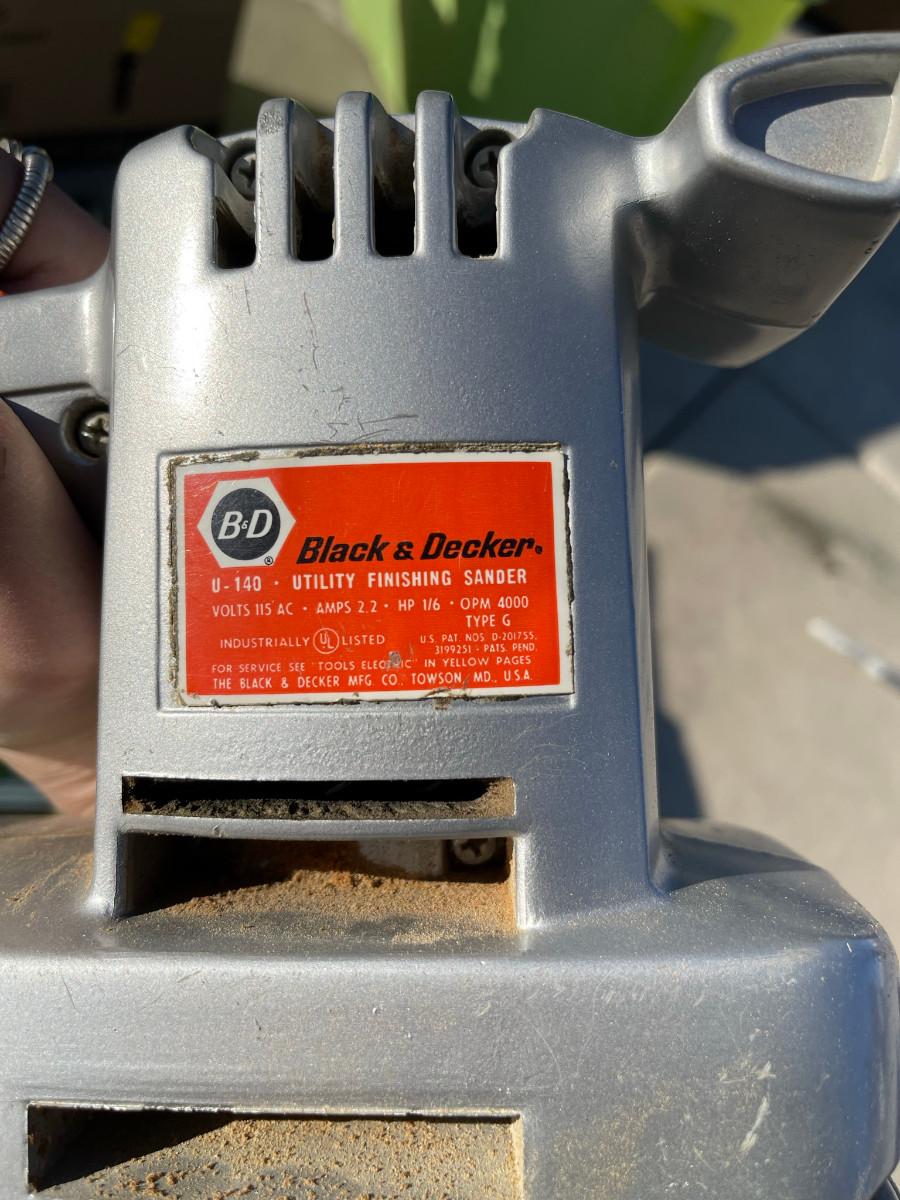 B&D
®
Black & Decker®
U-140 · UTILITY FINISHING SANDER
VOLTS 115 AC · AMPS 2.2 · HP 1/6 · OPM 4000
TYPE G
INDUSTRIALLY UL LISTED
U.S. PAT. NOS. D-201755,
3199251 - PATS. PEND.
FOR SERVICE SEE "TOOLS ELECTRIC" IN YELLOW PAGES
THE BLACK & DECKER MFG. CO., TOWSON, MD., U.S.A.